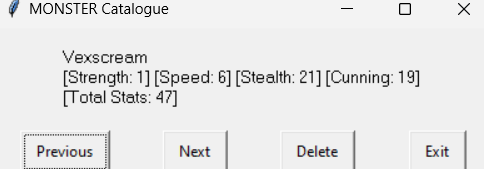 MONSTER Catalogue
Vexscream
[Strength: 1] [Speed: 6] [Stealth: 21] [Cunning: 19]
[Total Stats: 47]
Previous Next Delete Exit